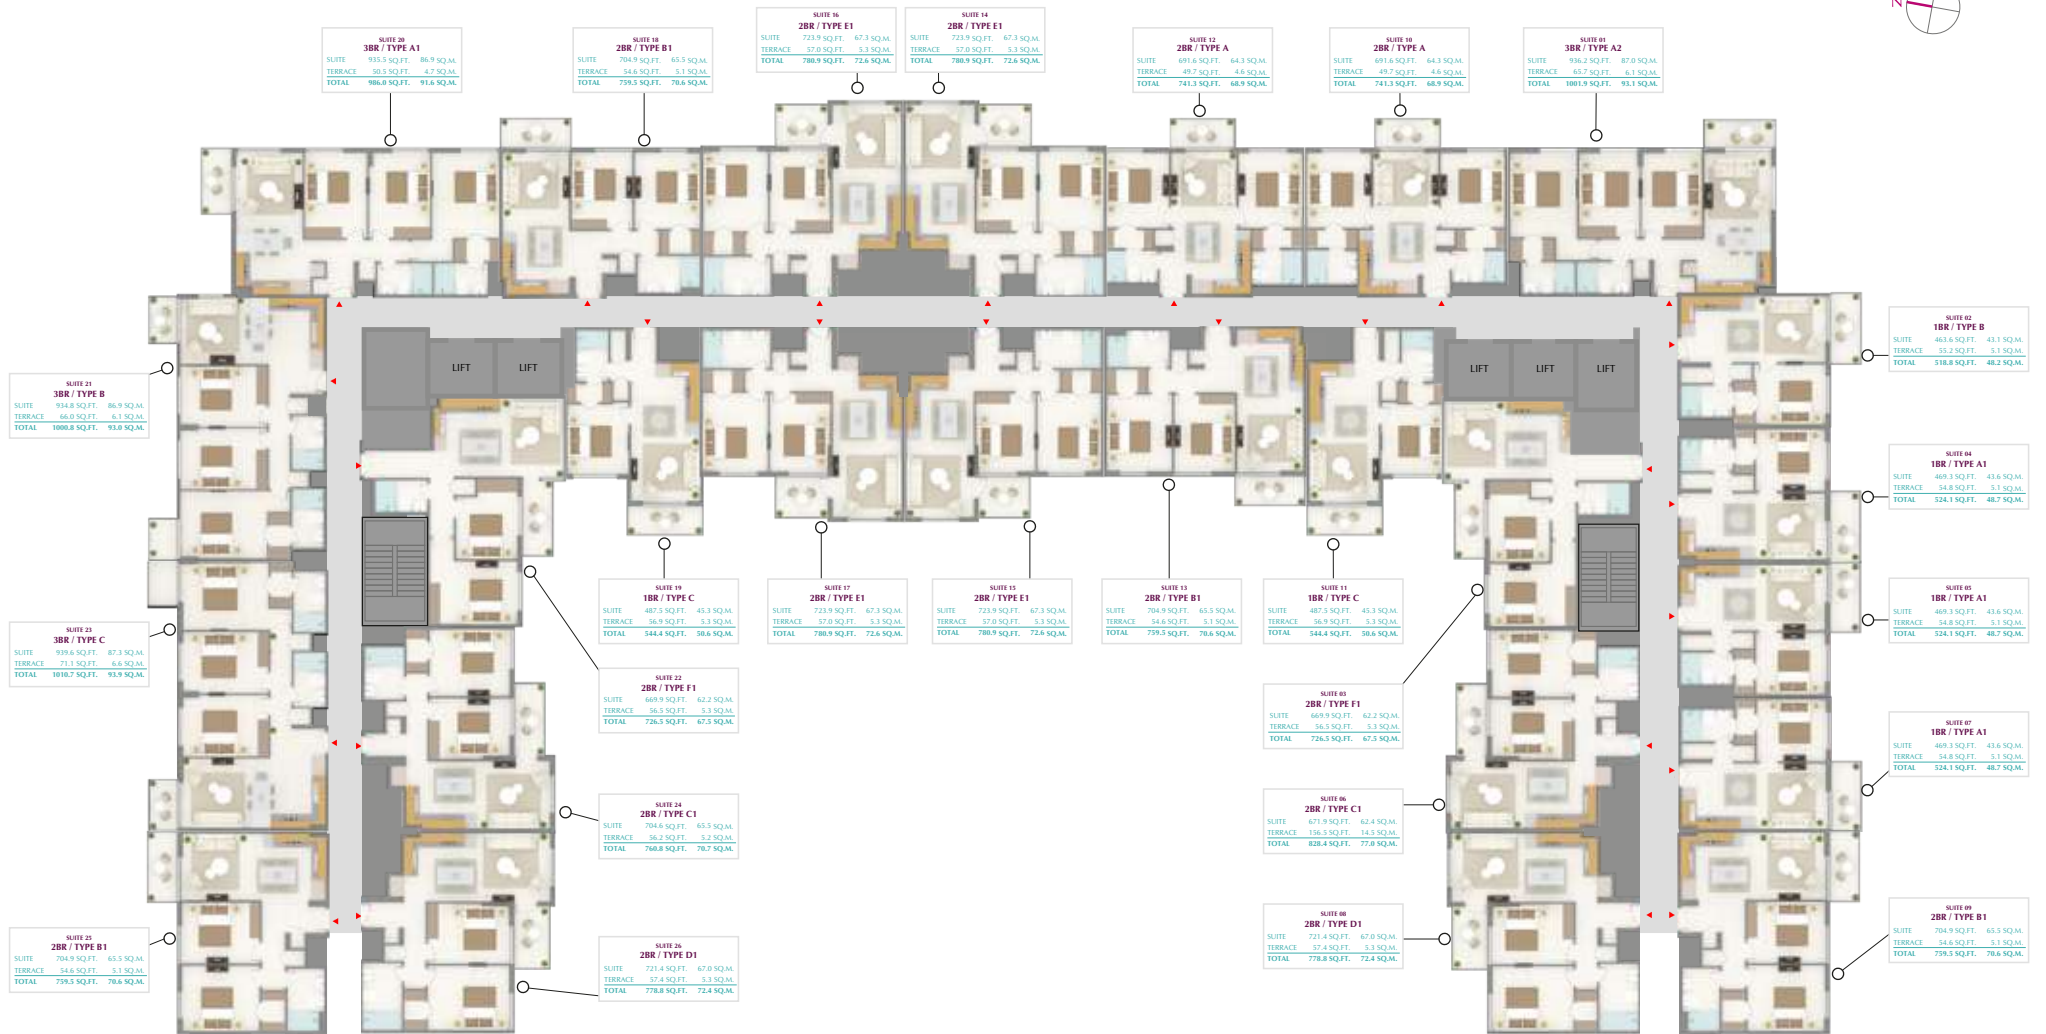 SUITE 16
2BR / TYPE E1
SUITE 723.9 SQ.FT. 67.3 SQ.M.
TERRACE 57.0 SQ.FT. 5.3 SQ.M.
TOTAL 780.9 SQ.FT. 72.6 SQ.M.
SUITE 14
2BR / TYPE E1
SUITE 723.9 SQ.FT. 67.3 SQ.M.
TERRACE 57.0 SQ.FT. 5.3 SQ.M.
TOTAL 780.9 SQ.FT. 72.6 SQ.M.
N
SUITE 20
3BR / TYPE A1
SUITE 935.5 SQ.FT. 86.9 SQ.M.
TERRACE 50.5 SQ.FT. 4.7 SQ.M.
TOTAL 986.0 SQ.FT. 91.6 SQ.M.
SUITE 18
2BR / TYPE B1
SUITE 704.9 SQ.FT. 65.5 SQ.M.
TERRACE 54.6 SQ.FT. 5.1 SQ.M.
TOTAL 759.5 SQ.FT. 70.6 SQ.M.
SUITE 12
2BR / TYPE A
SUITE 691.6 SQ.FT. 64.3 SQ.M.
TERRACE 49.7 SQ.FT. 4.6 SQ.M.
TOTAL 741.3 SQ.FT. 68.9 SQ.M.
SUITE 10
2BR / TYPE A
SUITE 691.6 SQ.FT. 64.3 SQ.M.
TERRACE 49.7 SQ.FT. 4.6 SQ.M.
TOTAL 741.3 SQ.FT. 68.9 SQ.M.
SUITE 01
3BR / TYPE A2
SUITE 936.2 SQ.FT. 87.0 SQ.M.
TERRACE 65.7 SQ.FT. 6.1 SQ.M.
TOTAL 1001.9 SQ.FT. 93.1 SQ.M.
SUITE 02
1BR / TYPE B
SUITE 463.6 SQ.FT. 43.1 SQ.M.
TERRACE 55.2 SQ.FT. 5.1 SQ.M.
TOTAL 518.8 SQ.FT. 48.2 SQ.M.
LIFT
LIFT
LIFT
LIFT
LIFT
SUITE 21
3BR / TYPE B
SUITE 934.8 SQ.FT. 86.9 SQ.M.
TERRACE 66.0 SQ.FT. 6.1 SQ.M.
TOTAL 1000.8 SQ.FT. 93.0 SQ.M.
SUITE 04
1BR / TYPE A1
SUITE 469.3 SQ.FT. 43.6 SQ.M.
TERRACE 54.8 SQ.FT. 5.1 SQ.M.
TOTAL 524.1 SQ.FT. 48.7 SQ.M.
SUITE 19
1BR / TYPE C
SUITE 487.5 SQ.FT. 45.3 SQ.M.
TERRACE 56.9 SQ.FT. 5.3 SQ.M.
TOTAL 544.4 SQ.FT. 50.6 SQ.M.
SUITE 17
2BR / TYPE E1
SUITE 723.9 SQ.FT. 67.3 SQ.M.
TERRACE 57.0 SQ.FT. 5.3 SQ.M.
TOTAL 780.9 SQ.FT. 72.6 SQ.M.
SUITE 15
2BR / TYPE E1
SUITE 723.9 SQ.FT. 67.3 SQ.M.
TERRACE 57.0 SQ.FT. 5.3 SQ.M.
TOTAL 780.9 SQ.FT. 72.6 SQ.M.
SUITE 13
2BR / TYPE B1
SUITE 704.9 SQ.FT. 65.5 SQ.M.
TERRACE 54.6 SQ.FT. 5.1 SQ.M.
TOTAL 759.5 SQ.FT. 70.6 SQ.M.
SUITE 11
1BR / TYPE C
SUITE 487.5 SQ.FT. 45.3 SQ.M.
TERRACE 56.9 SQ.FT. 5.3 SQ.M.
TOTAL 544.4 SQ.FT. 50.6 SQ.M.
SUITE 05
1BR / TYPE A1
SUITE 469.3 SQ.FT. 43.6 SQ.M.
TERRACE 54.8 SQ.FT. 5.1 SQ.M.
TOTAL 524.1 SQ.FT. 48.7 SQ.M.
SUITE 23
3BR / TYPE C
SUITE 939.6 SQ.FT. 87.3 SQ.M.
TERRACE 71.1 SQ.FT. 6.6 SQ.M.
TOTAL 1010.7 SQ.FT. 93.9 SQ.M.
SUITE 22
2BR / TYPE F1
SUITE 669.9 SQ.FT. 62.2 SQ.M.
TERRACE 56.5 SQ.FT. 5.3 SQ.M.
TOTAL 726.5 SQ.FT. 67.5 SQ.M.
SUITE 03
2BR / TYPE F1
SUITE 669.9 SQ.FT. 62.2 SQ.M.
TERRACE 56.5 SQ.FT. 5.3 SQ.M.
TOTAL 726.5 SQ.FT. 67.5 SQ.M.
SUITE 07
1BR / TYPE A1
SUITE 469.3 SQ.FT. 43.6 SQ.M.
TERRACE 54.8 SQ.FT. 5.1 SQ.M.
TOTAL 524.1 SQ.FT. 48.7 SQ.M.
SUITE 24
2BR / TYPE C1
SUITE 704.6 SQ.FT. 65.5 SQ.M.
TERRACE 56.2 SQ.FT. 5.2 SQ.M.
TOTAL 760.8 SQ.FT. 70.7 SQ.M.
SUITE 06
2BR / TYPE C1
SUITE 671.9 SQ.FT. 62.4 SQ.M.
TERRACE 156.5 SQ.FT. 14.5 SQ.M.
TOTAL 828.4 SQ.FT. 77.0 SQ.M.
SUITE 25
2BR / TYPE B1
SUITE 704.9 SQ.FT. 65.5 SQ.M.
TERRACE 54.6 SQ.FT. 5.1 SQ.M.
TOTAL 759.5 SQ.FT. 70.6 SQ.M.
SUITE 26
2BR / TYPE D1
SUITE 721.4 SQ.FT. 67.0 SQ.M.
TERRACE 57.4 SQ.FT. 5.3 SQ.M.
TOTAL 778.8 SQ.FT. 72.4 SQ.M.
SUITE 08
2BR / TYPE D1
SUITE 721.4 SQ.FT. 67.0 SQ.M.
TERRACE 57.4 SQ.FT. 5.3 SQ.M.
TOTAL 778.8 SQ.FT. 72.4 SQ.M.
SUITE 09
2BR / TYPE B1
SUITE 704.9 SQ.FT. 65.5 SQ.M.
TERRACE 54.6 SQ.FT. 5.1 SQ.M.
TOTAL 759.5 SQ.FT. 70.6 SQ.M.